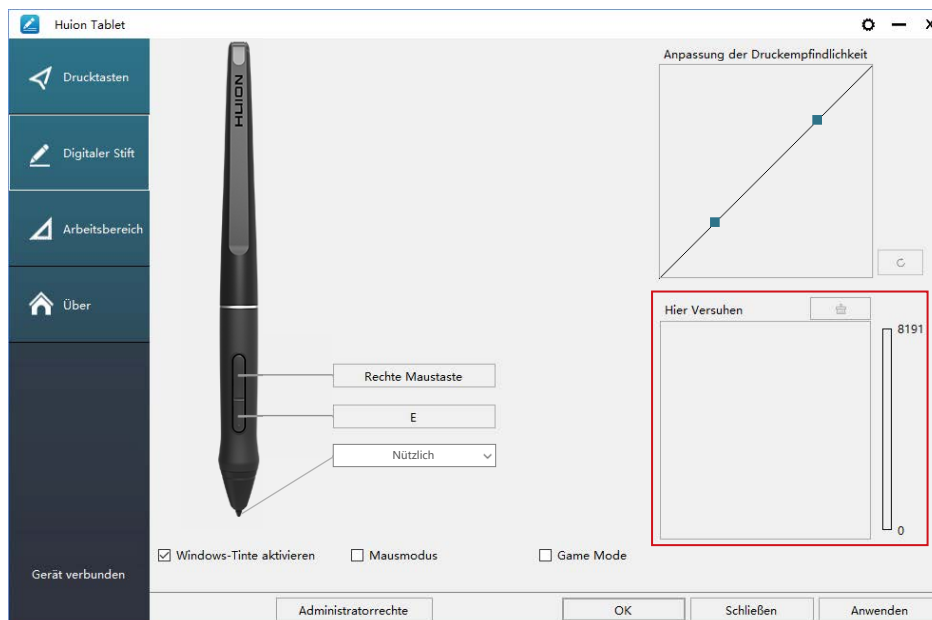 Huion Tablet
Drucktasten
Digitaler Stift
Arbeitsbereich
Über
Gerät verbunden
HUION
Rechte Maustaste
E
Nützlich
Windows-Tinte aktivieren
Mausmodus
Game Mode
Anpassung der Druckempfindlichkeit
Hier Versuhen
8191
0
Administratorrechte
OK
Schließen
Anwenden